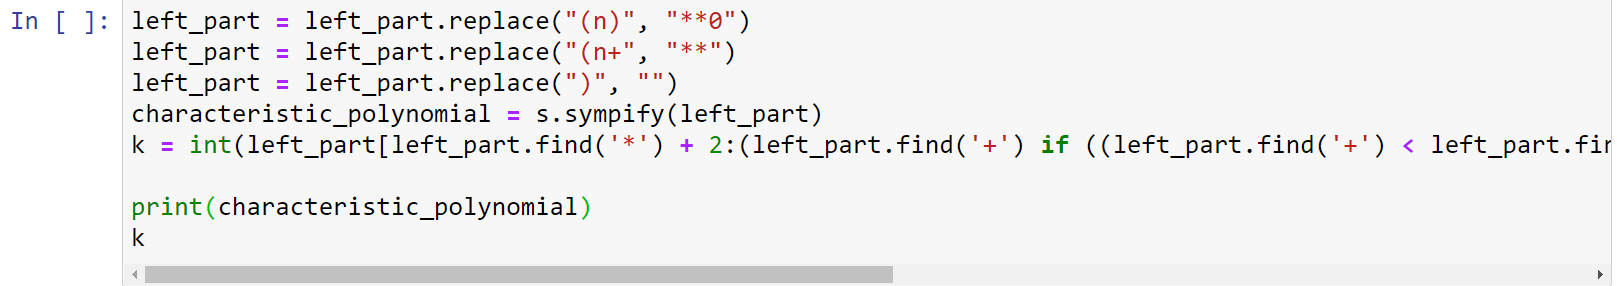 In [ ]: left_part = left_part.replace("(n)", "**0")
left_part = left_part.replace("(n+", "**")
left_part = left_part.replace(")", "")
characteristic_polynomial = s.sympify(left_part)
k = int(left_part[left_part.find('*') + 2:(left_part.find('+') if ((left_part.find('+') < left_part.fin
print(characteristic_polynomial)
k